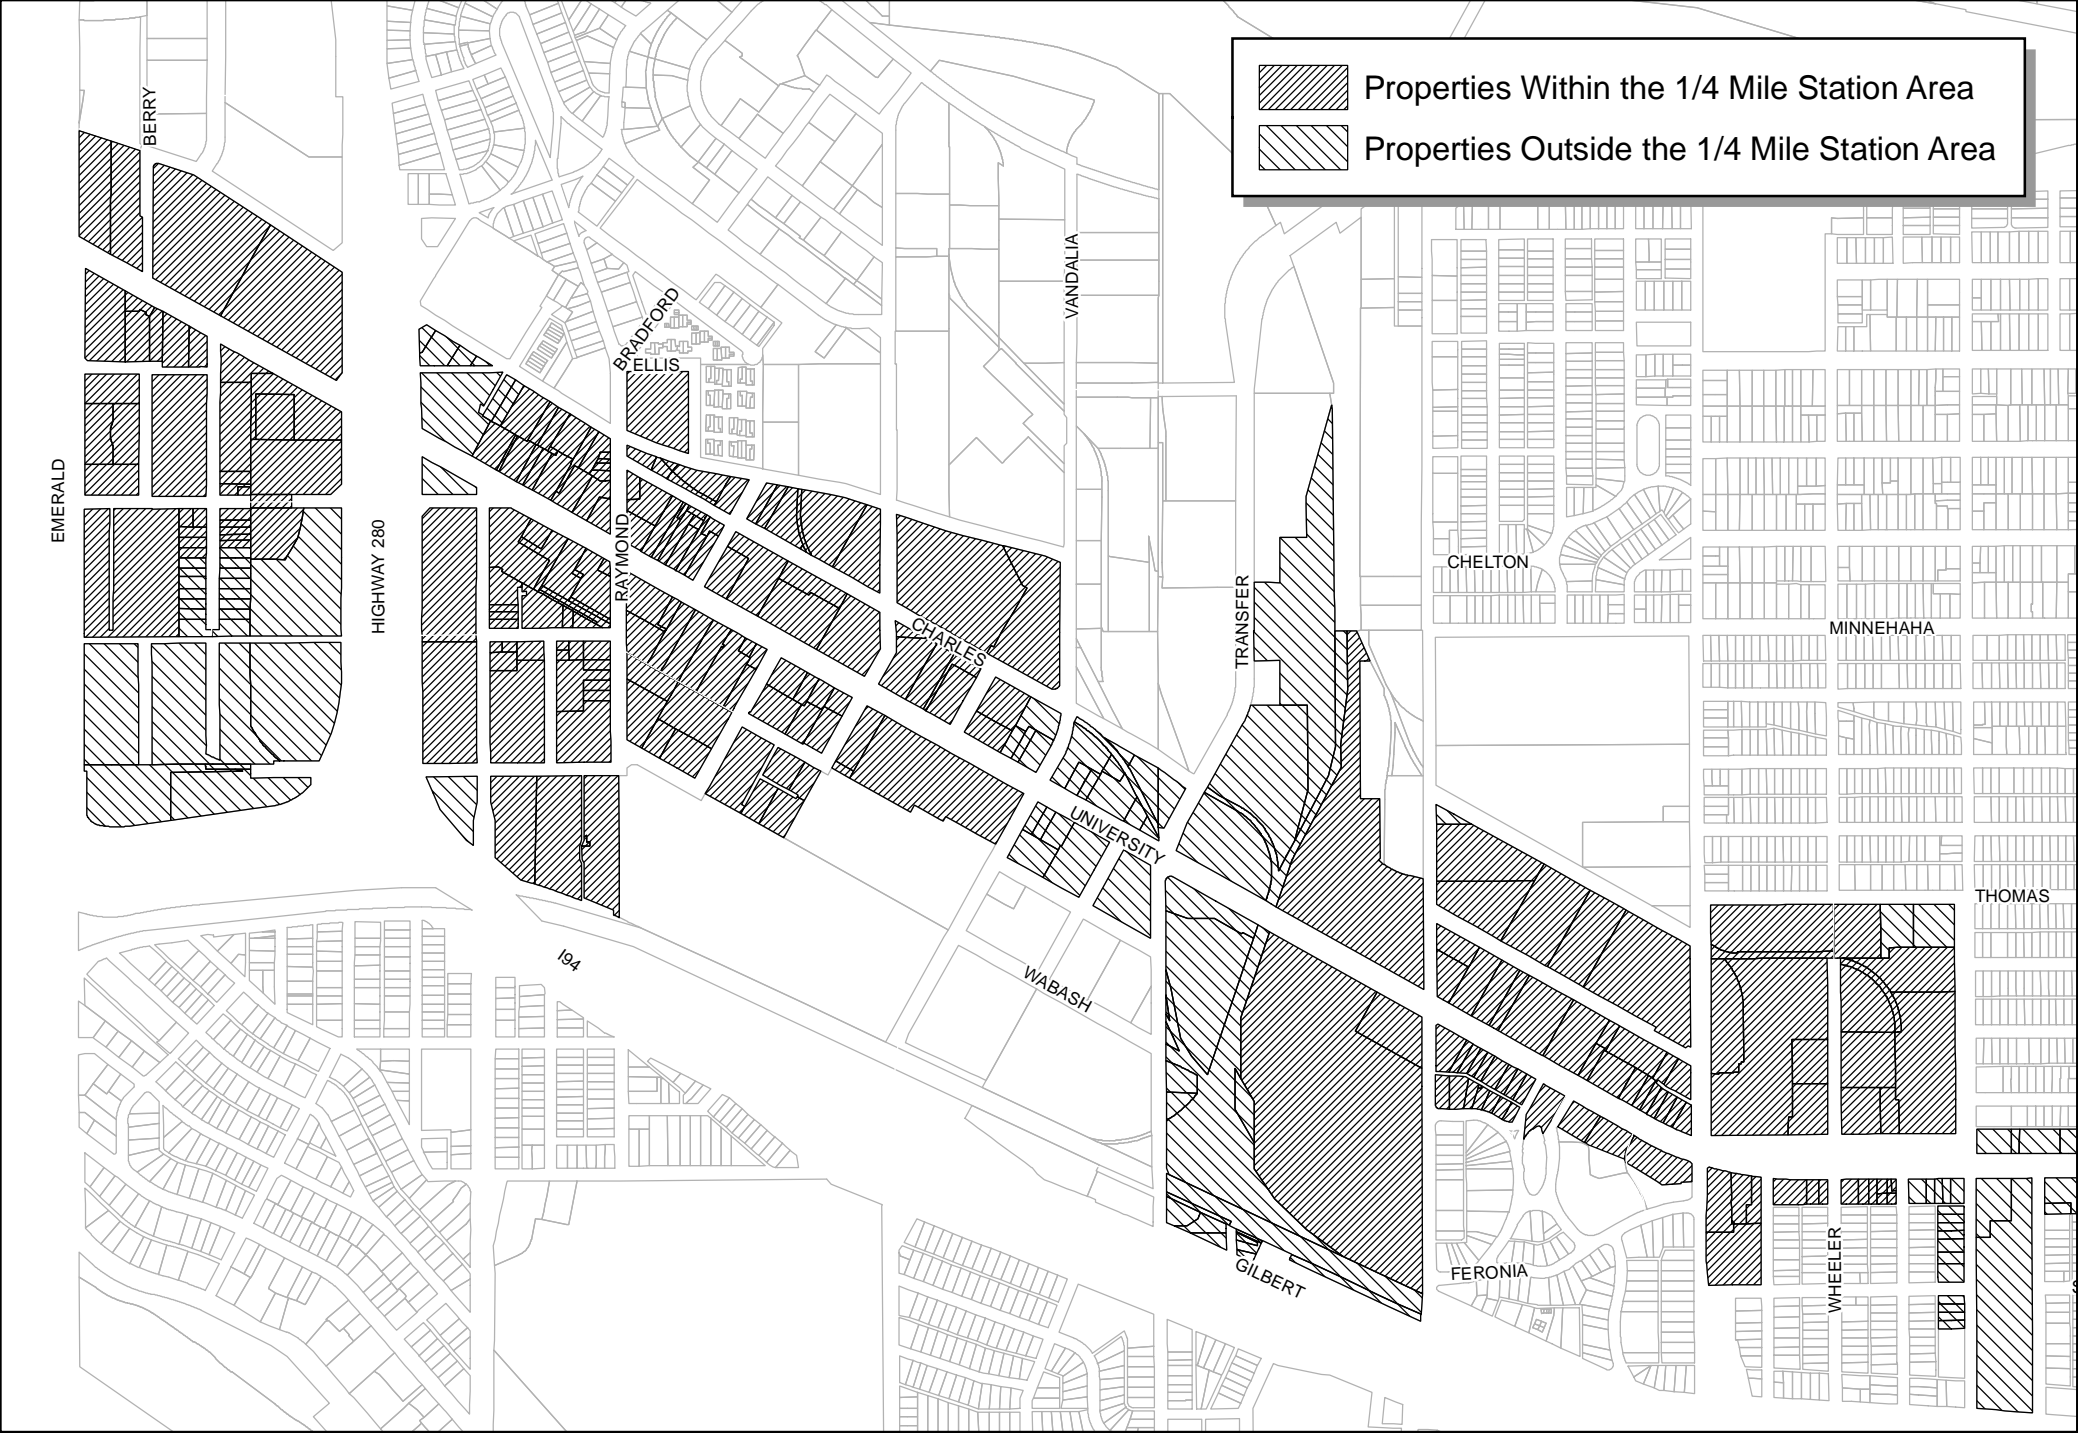 Properties Within the 1/4 Mile Station Area
Properties Outside the 1/4 Mile Station Area
BERRY
VANDALIA
BRADFORD
ELLIS
EMERALD
HIGHWAY 280
RAYMOND
CHELTON
TRANSFER
CHARLES
MINNEHAHA
UNIVERSITY
THOMAS
I94
WABASH
GILBERT
FERONIA
WHEELER